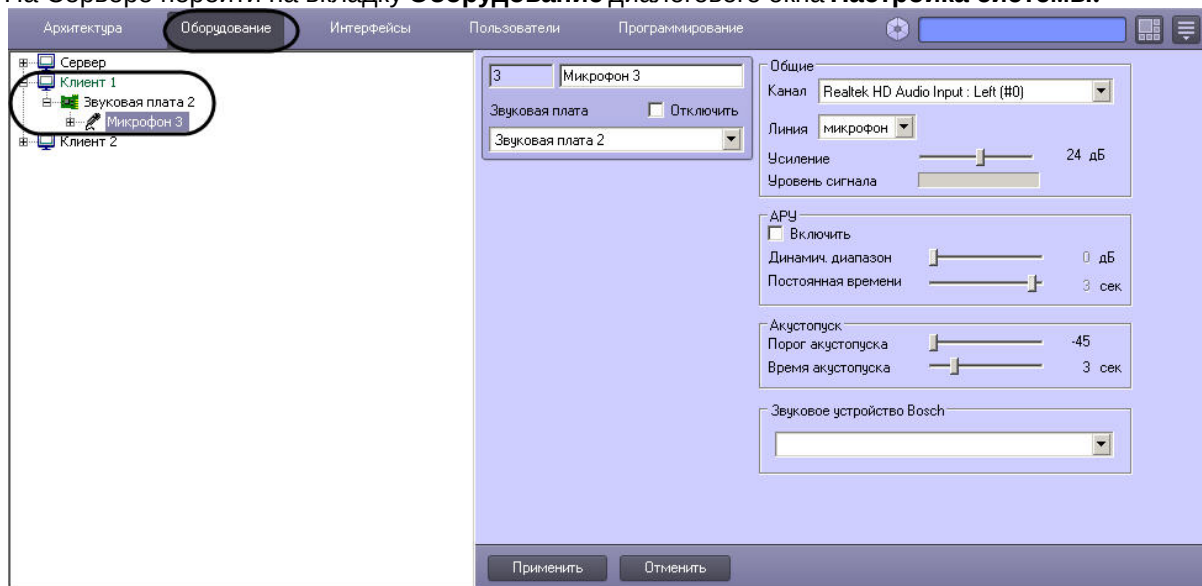 На Сервере перейти на вкладку Оборудование диалогового окна Настройка системы.
Архитектура Оборудование Интерфейсы Пользователи Программирование
Сервер
Клиент 1
Звуковая плата 2
Микрофон 3
Клиент 2
3 Микрофон 3
Звуковая плата Отключить
Звуковая плата 2
Общие
Канал Realtek HD Audio Input : Left (#0)
Линия микрофон
Усиление 24 дБ
Уровень сигнала
АРУ
Включить
Динамич. диапазон 0 дБ
Постоянная времени 3 сек
Акустопуск
Порог акустопуска -45
Время акустопуска 3 сек
Звуковое устройство Bosch
Применить Отменить